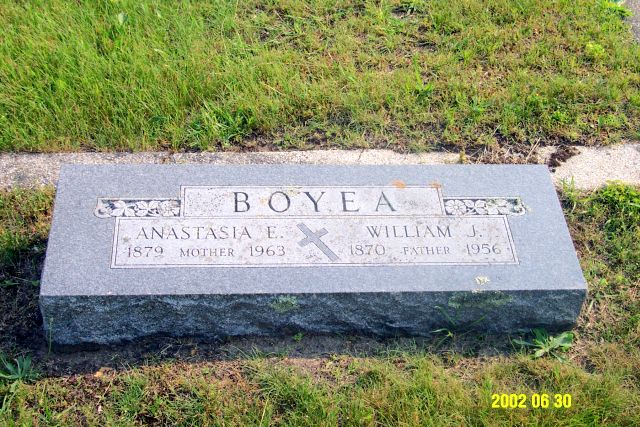 BOYEA
ANASTASIA E. WILLIAM J.
1879 MOTHER 1963 1870 FATHER 1956
2002 06 30